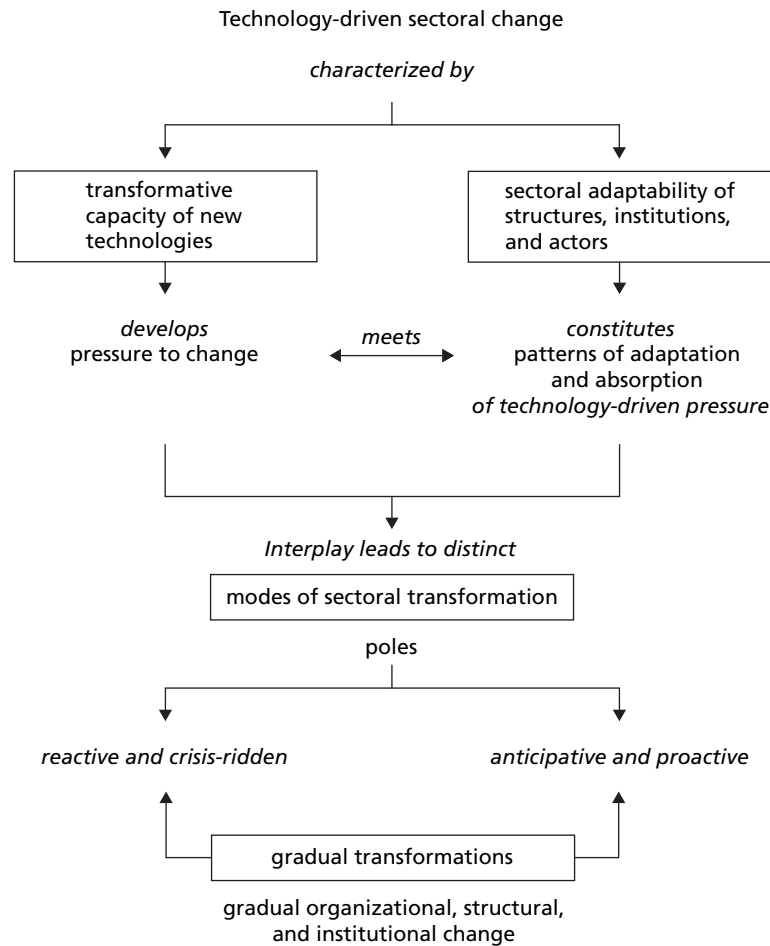 Technology-driven sectoral change
characterized by
transformative
capacity of new
technologies
sectoral adaptability of
structures, institutions,
and actors
develops
pressure to change
meets
constitutes
patterns of adaptation
and absorption
of technology-driven pressure
Interplay leads to distinct
modes of sectoral transformation
poles
reactive and crisis-ridden
anticipative and proactive
gradual transformations
gradual organizational, structural,
and institutional change